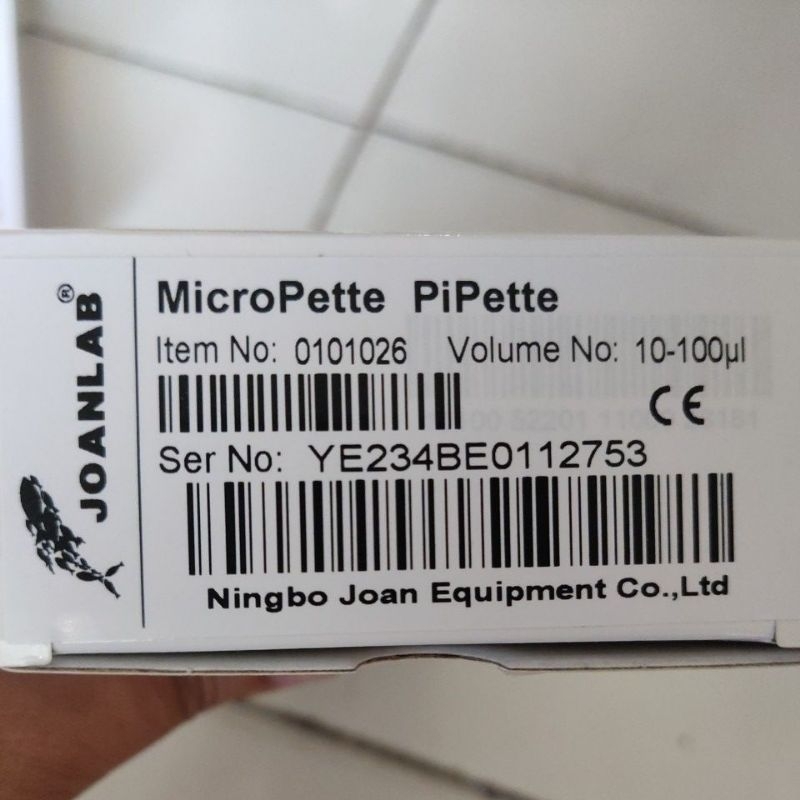 JOANLAB®
MicroPette PiPette
Item No: 0101026 Volume No: 10-100µl
CE
Ser No: YE234BE0112753
Ningbo Joan Equipment Co.,Ltd